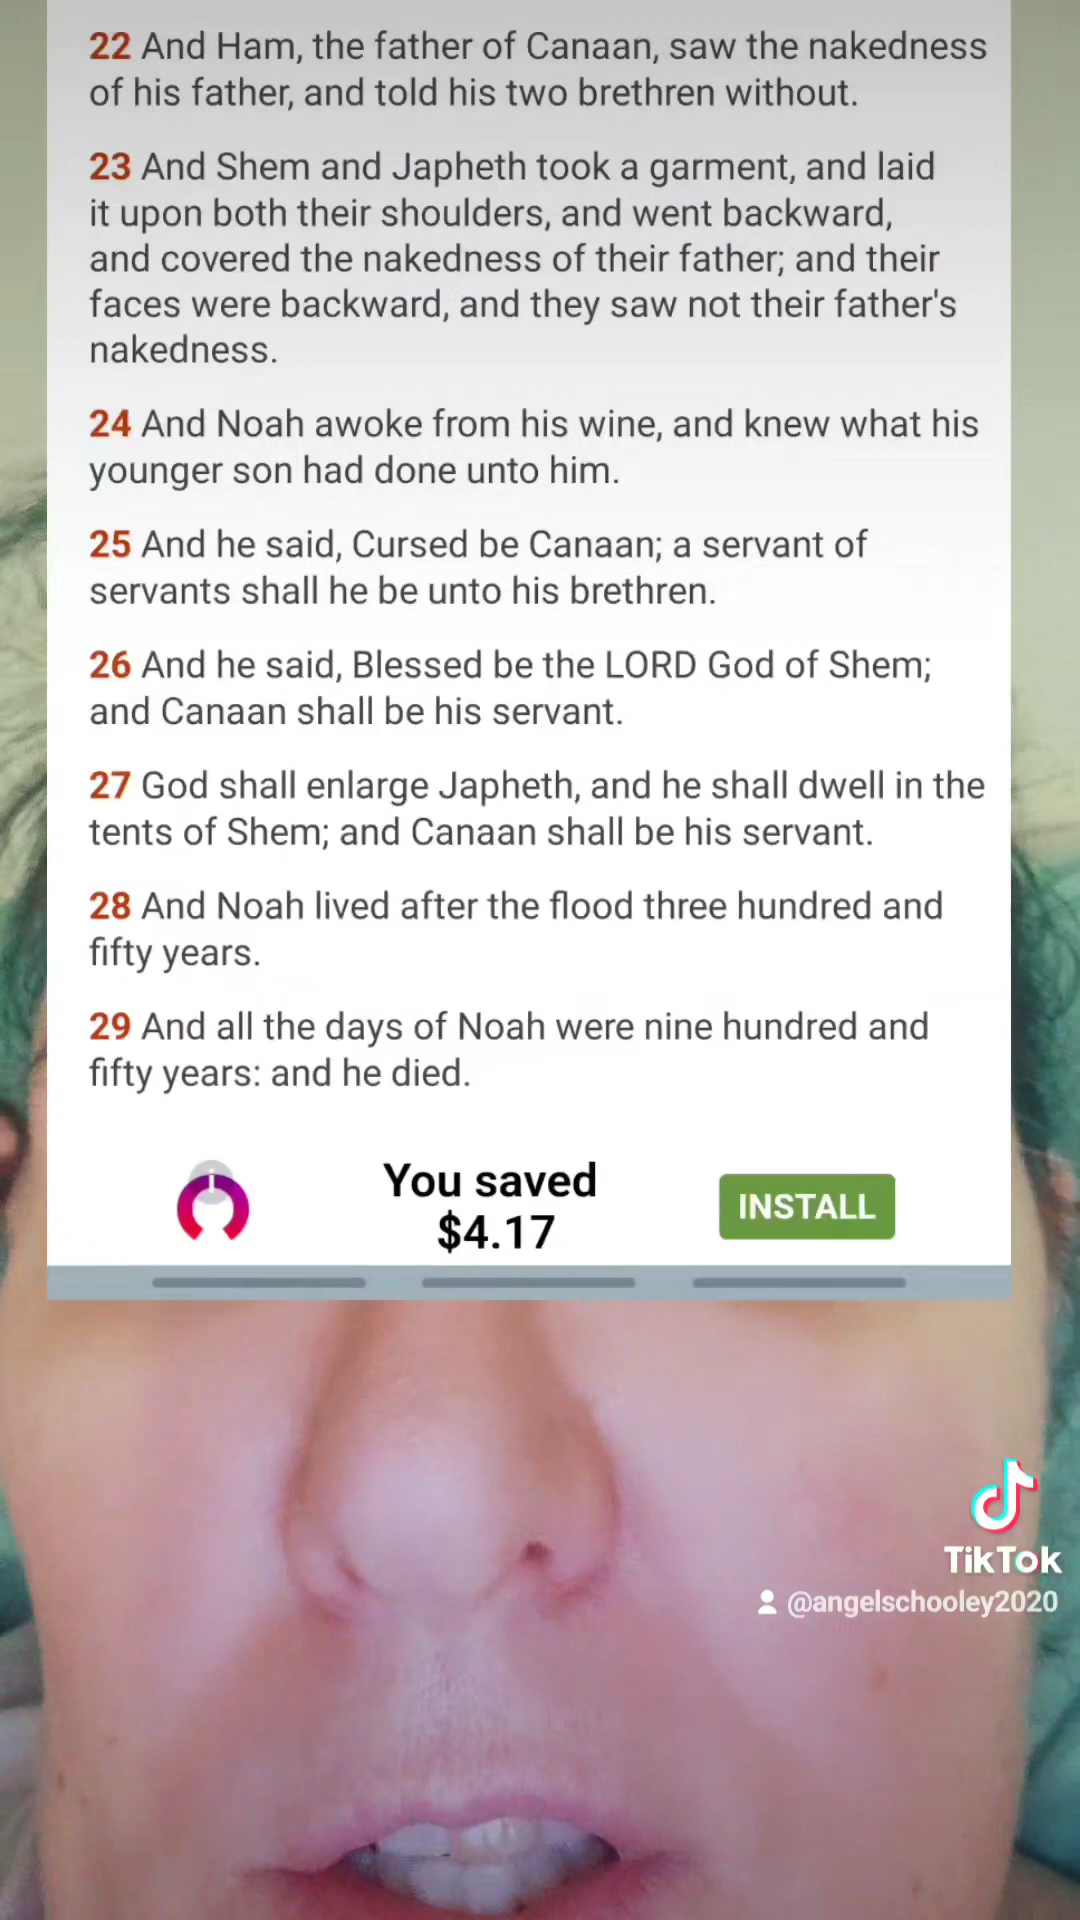 22 And Ham, the father of Canaan, saw the nakedness
of his father, and told his two brethren without.
23 And Shem and Japheth took a garment, and laid
it upon both their shoulders, and went backward,
and covered the nakedness of their father; and their
faces were backward, and they saw not their father's
nakedness.
24 And Noah awoke from his wine, and knew what his
younger son had done unto him.
25 And he said, Cursed be Canaan; a servant of
servants shall he be unto his brethren.
26 And he said, Blessed be the LORD God of Shem;
and Canaan shall be his servant.
27 God shall enlarge Japheth, and he shall dwell in the
tents of Shem; and Canaan shall be his servant.
28 And Noah lived after the flood three hundred and
fifty years.
29 And all the days of Noah were nine hundred and
fifty years: and he died.
You saved
$4.17
INSTALL
TikTok
@angelschooley2020